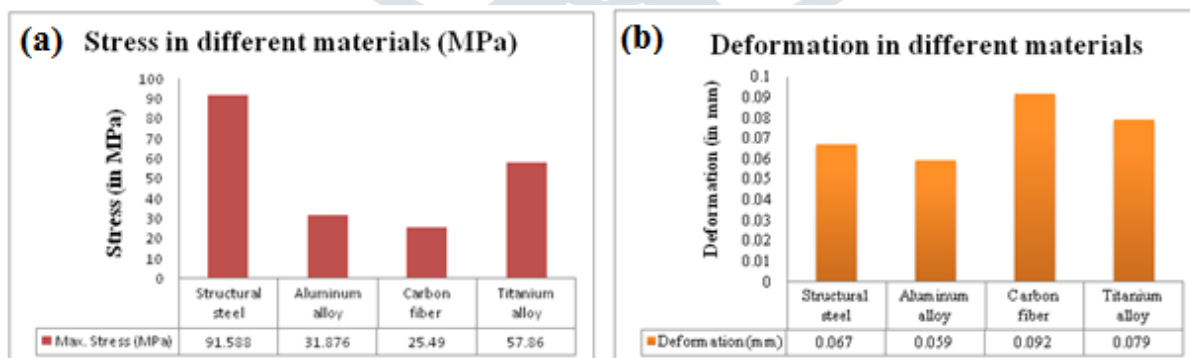 (a) Stress in different materials (MPa)
Stress (in MPa)
100
90
80
70
60
50
40
30
20
10
0
Structural steel Aluminum alloy Carbon fiber Titanium alloy
Max. Stress (MPa) 91.588 31.876 25.49 57.86
(b) Deformation in different materials
Deformation (in mm)
0.1
0.09
0.08
0.07
0.06
0.05
0.04
0.03
0.02
0.01
0
Structural steel Aluminum alloy Carbon fiber Titanium alloy
Deformation (mm) 0.067 0.059 0.092 0.079